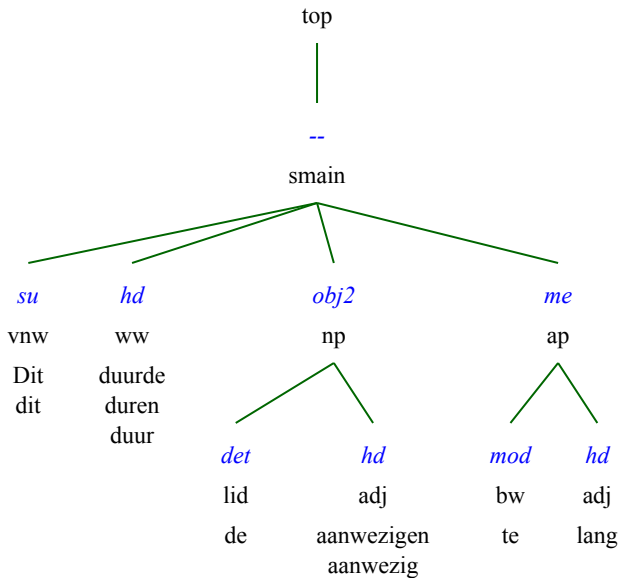 top
--
smain
su hd obj2 me
vnw ww np ap
Dit duurde
dit duren
duur
det hd mod hd
lid adj bw adj
de aanwezigen te lang
aanwezig